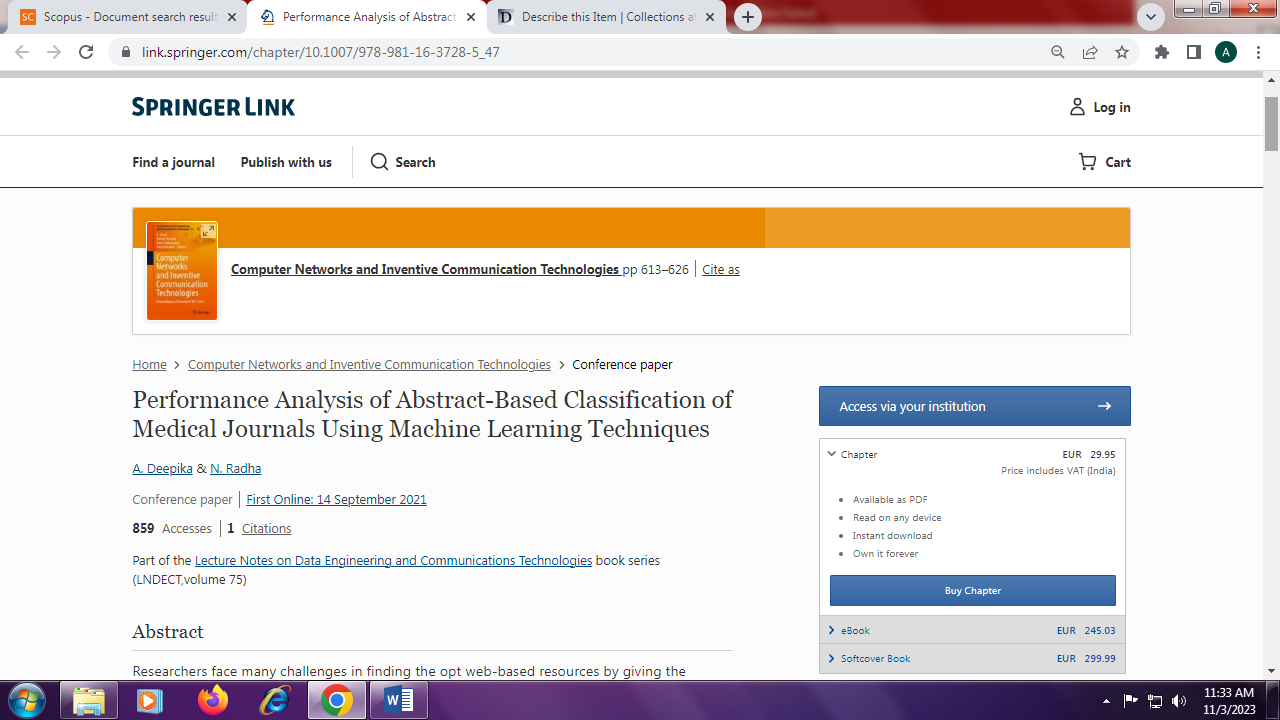 Scopus - Document search result
Performance Analysis of Abstract
Describe this Item | Collections a
link.springer.com/chapter/10.1007/978-981-16-3728-5_47
A
SPRINGER LINK
Log in
Find a journal
Publish with us
Search
Cart
Computer Networks and Inventive Communication Technologies
Computer Networks and Inventive Communication Technologies pp 613–626 | Cite as
Home > Computer Networks and Inventive Communication Technologies > Conference paper
Performance Analysis of Abstract-Based Classification of
Medical Journals Using Machine Learning Techniques
A. Deepika & N. Radha
Conference paper | First Online: 14 September 2021
859 Accesses | 1 Citations
Part of the Lecture Notes on Data Engineering and Communications Technologies book series
(LNDECT,volume 75)
Abstract
Researchers face many challenges in finding the opt web-based resources by giving the
Access via your institution
Chapter EUR 29.95
Price includes VAT (India)
Available as PDF
Read on any device
Instant download
Own it forever
Buy Chapter
eBook EUR 245.03
Softcover Book EUR 299.99
11:33 AM
11/3/2023